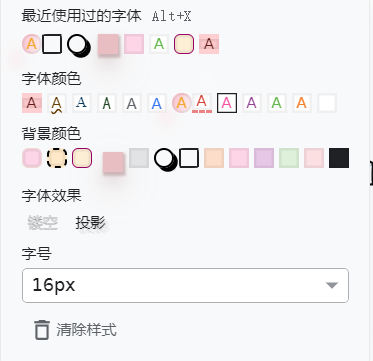 最近使用过的字体 Alt+X
A A A A
字体颜色
A A A A A A A A A A A A A
背景颜色
字体效果
镂空 投影
字号
16px
清除样式